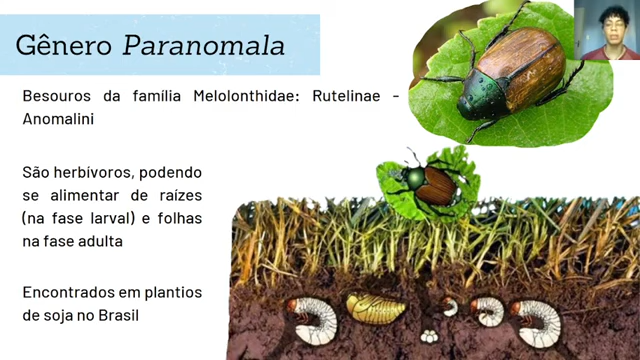 Gênero Paranomala
Besouros da família Melolonthidae: Rutelinae -
Anomalini
São herbívoros, podendo
se alimentar de raízes
(na fase larval) e folhas
na fase adulta
Encontrados em plantios
de soja no Brasil